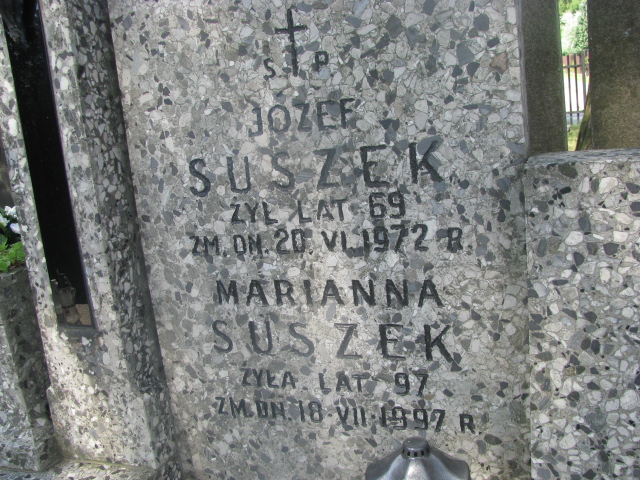 Ś P
JÓZEF
SUSZEK
ŻYŁ LAT 69
ZM. DN. 20. VI. 1972 R.
MARIANNA
SUSZEK
ŻYŁA LAT 97
ZM. DN. 18 VII 1997 R